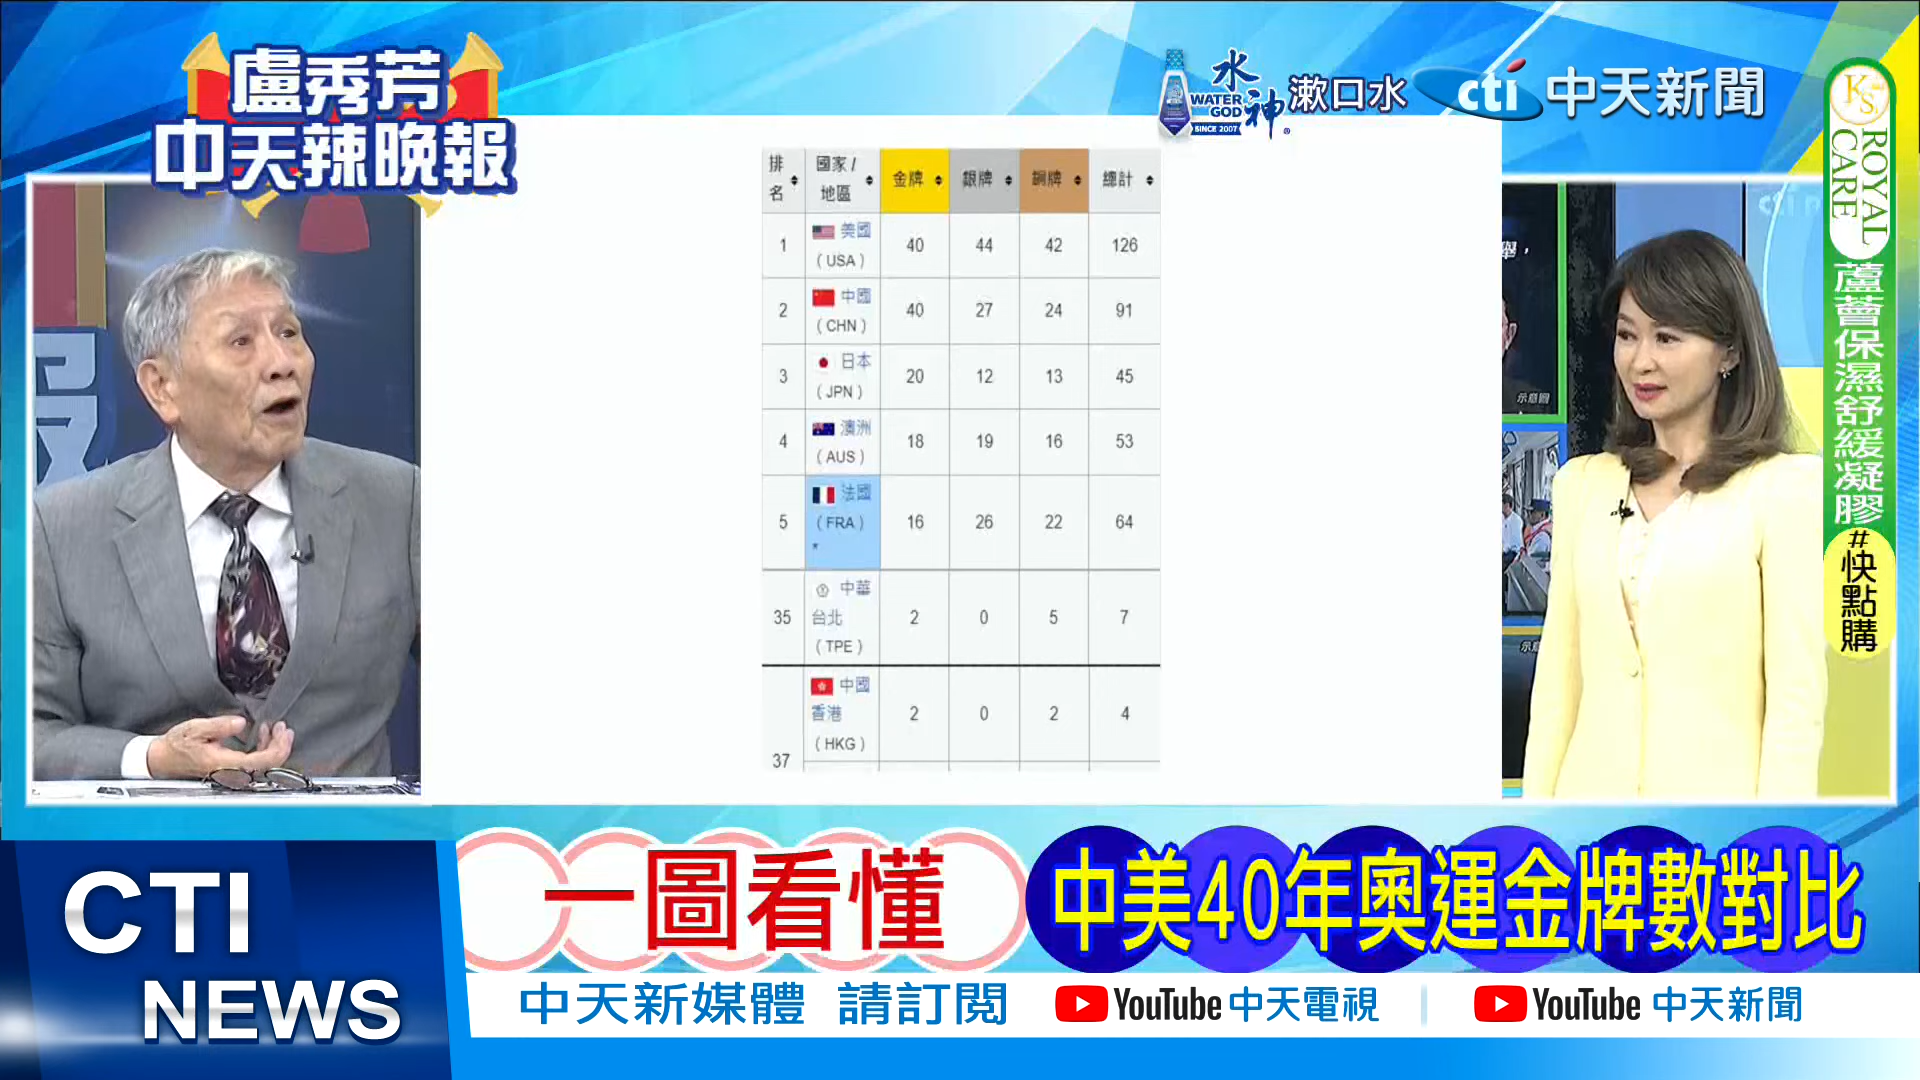 盧秀芳
中天辣晚報
水神
WATER GOD
SINCE 2007
漱口水
cti 中天新聞
KS
ROYAL CARE
蘆薈保濕舒緩凝膠
#快點購
排名 國家/地區 金牌 銀牌 銅牌 總計
1 美國 (USA) 40 44 42 126
2 中國 (CHN) 40 27 24 91
3 日本 (JPN) 20 12 13 45
4 澳洲 (AUS) 18 19 16 53
5 法國 (FRA) * 16 26 22 64
35 中華台北 (TPE) 2 0 5 7
37 中國香港 (HKG) 2 0 2 4
示意圖
CTI NEWS
一圖看懂
中美40年奧運金牌數對比
中天新媒體 請訂閱 YouTube 中天電視 | YouTube 中天新聞